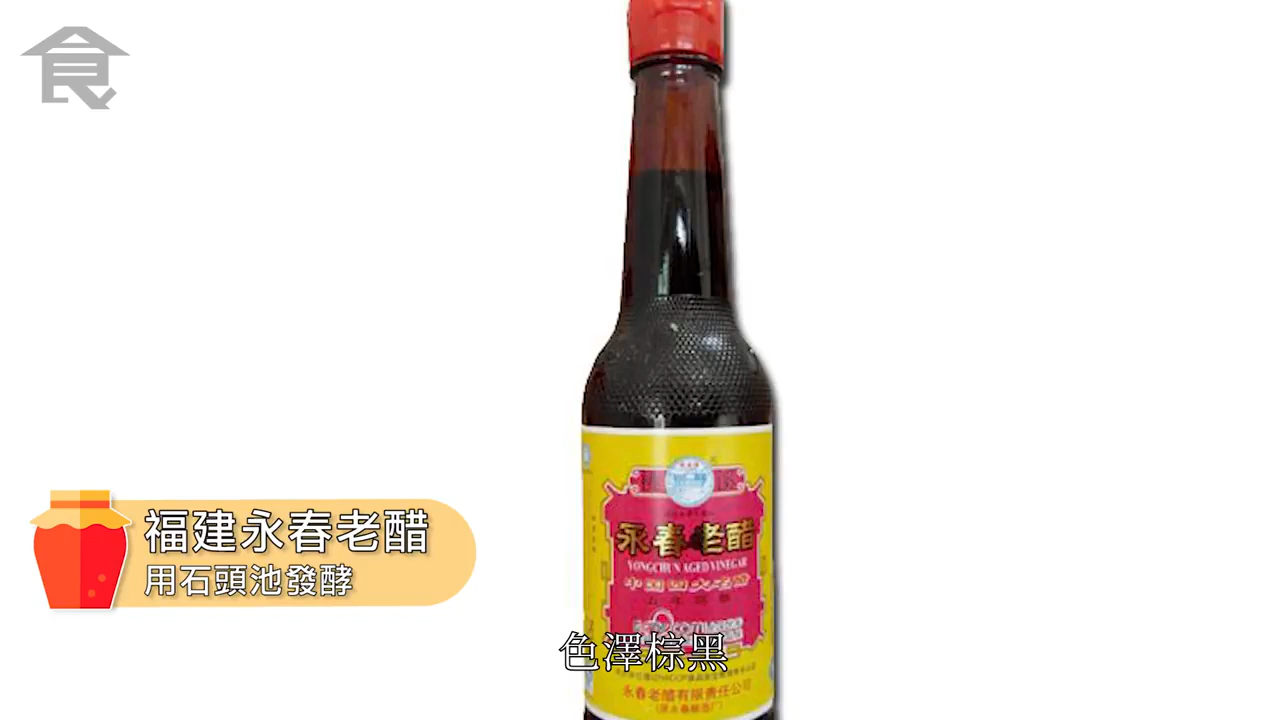 食
福建永春老醋
用石頭池發酵
永春老醋
YONGCHUN AGED VINEGAR
中国四大名醋
色澤棕黑
永春老醋有限责任公司